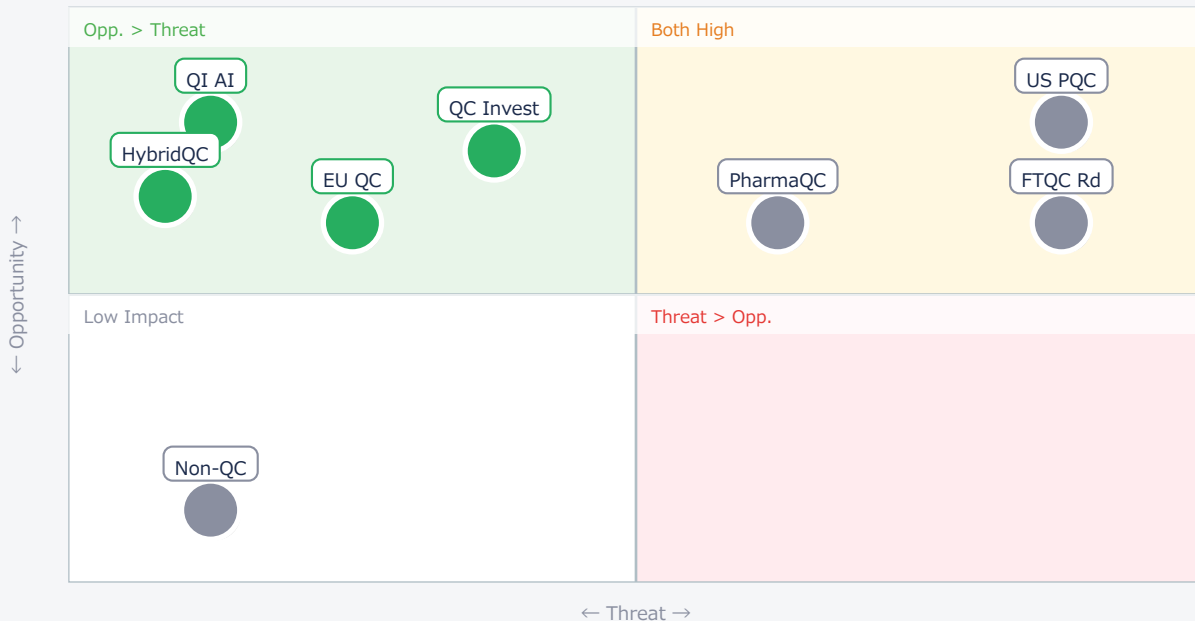 Opp. > Threat
Both High
QI AI
US PQC
QC Invest
HybridQC
EU QC
PharmaQC
FTQC Rd
← Opportunity →
Low Impact
Threat > Opp.
Non-QC
← Threat →